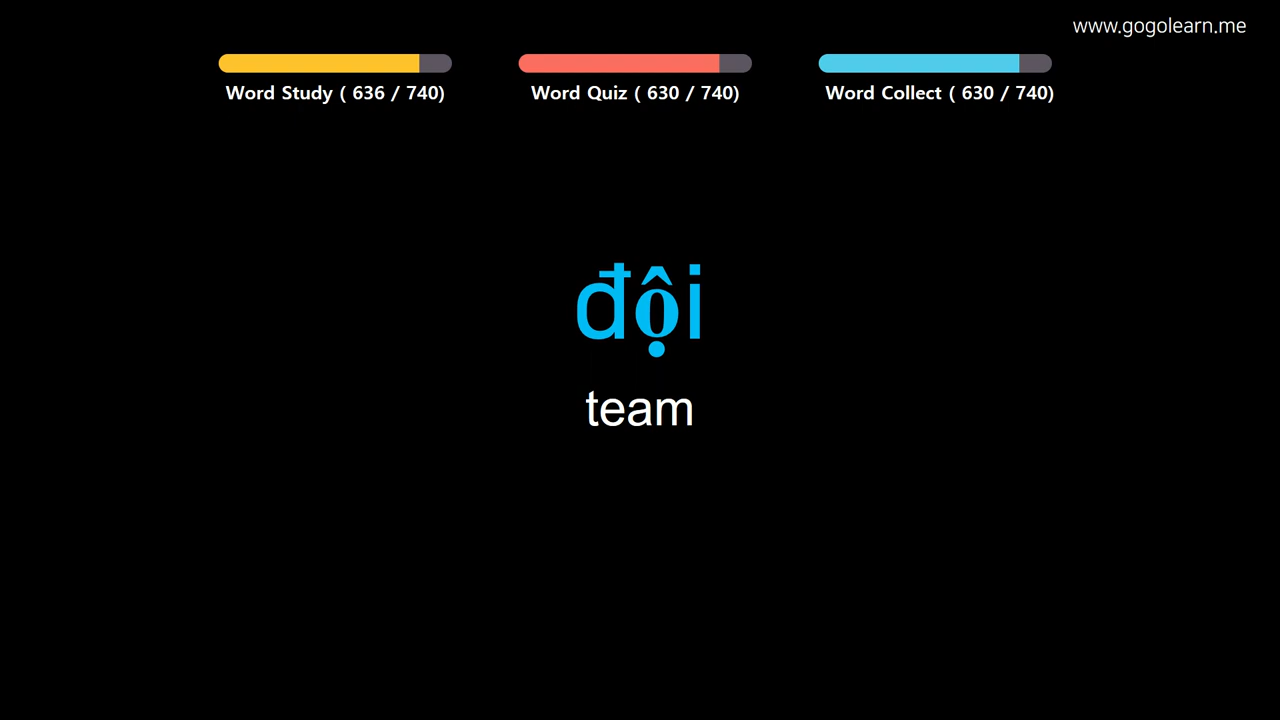 www.gogolearn.me
Word Study ( 636 / 740)
Word Quiz ( 630 / 740)
Word Collect ( 630 / 740)
đội
team